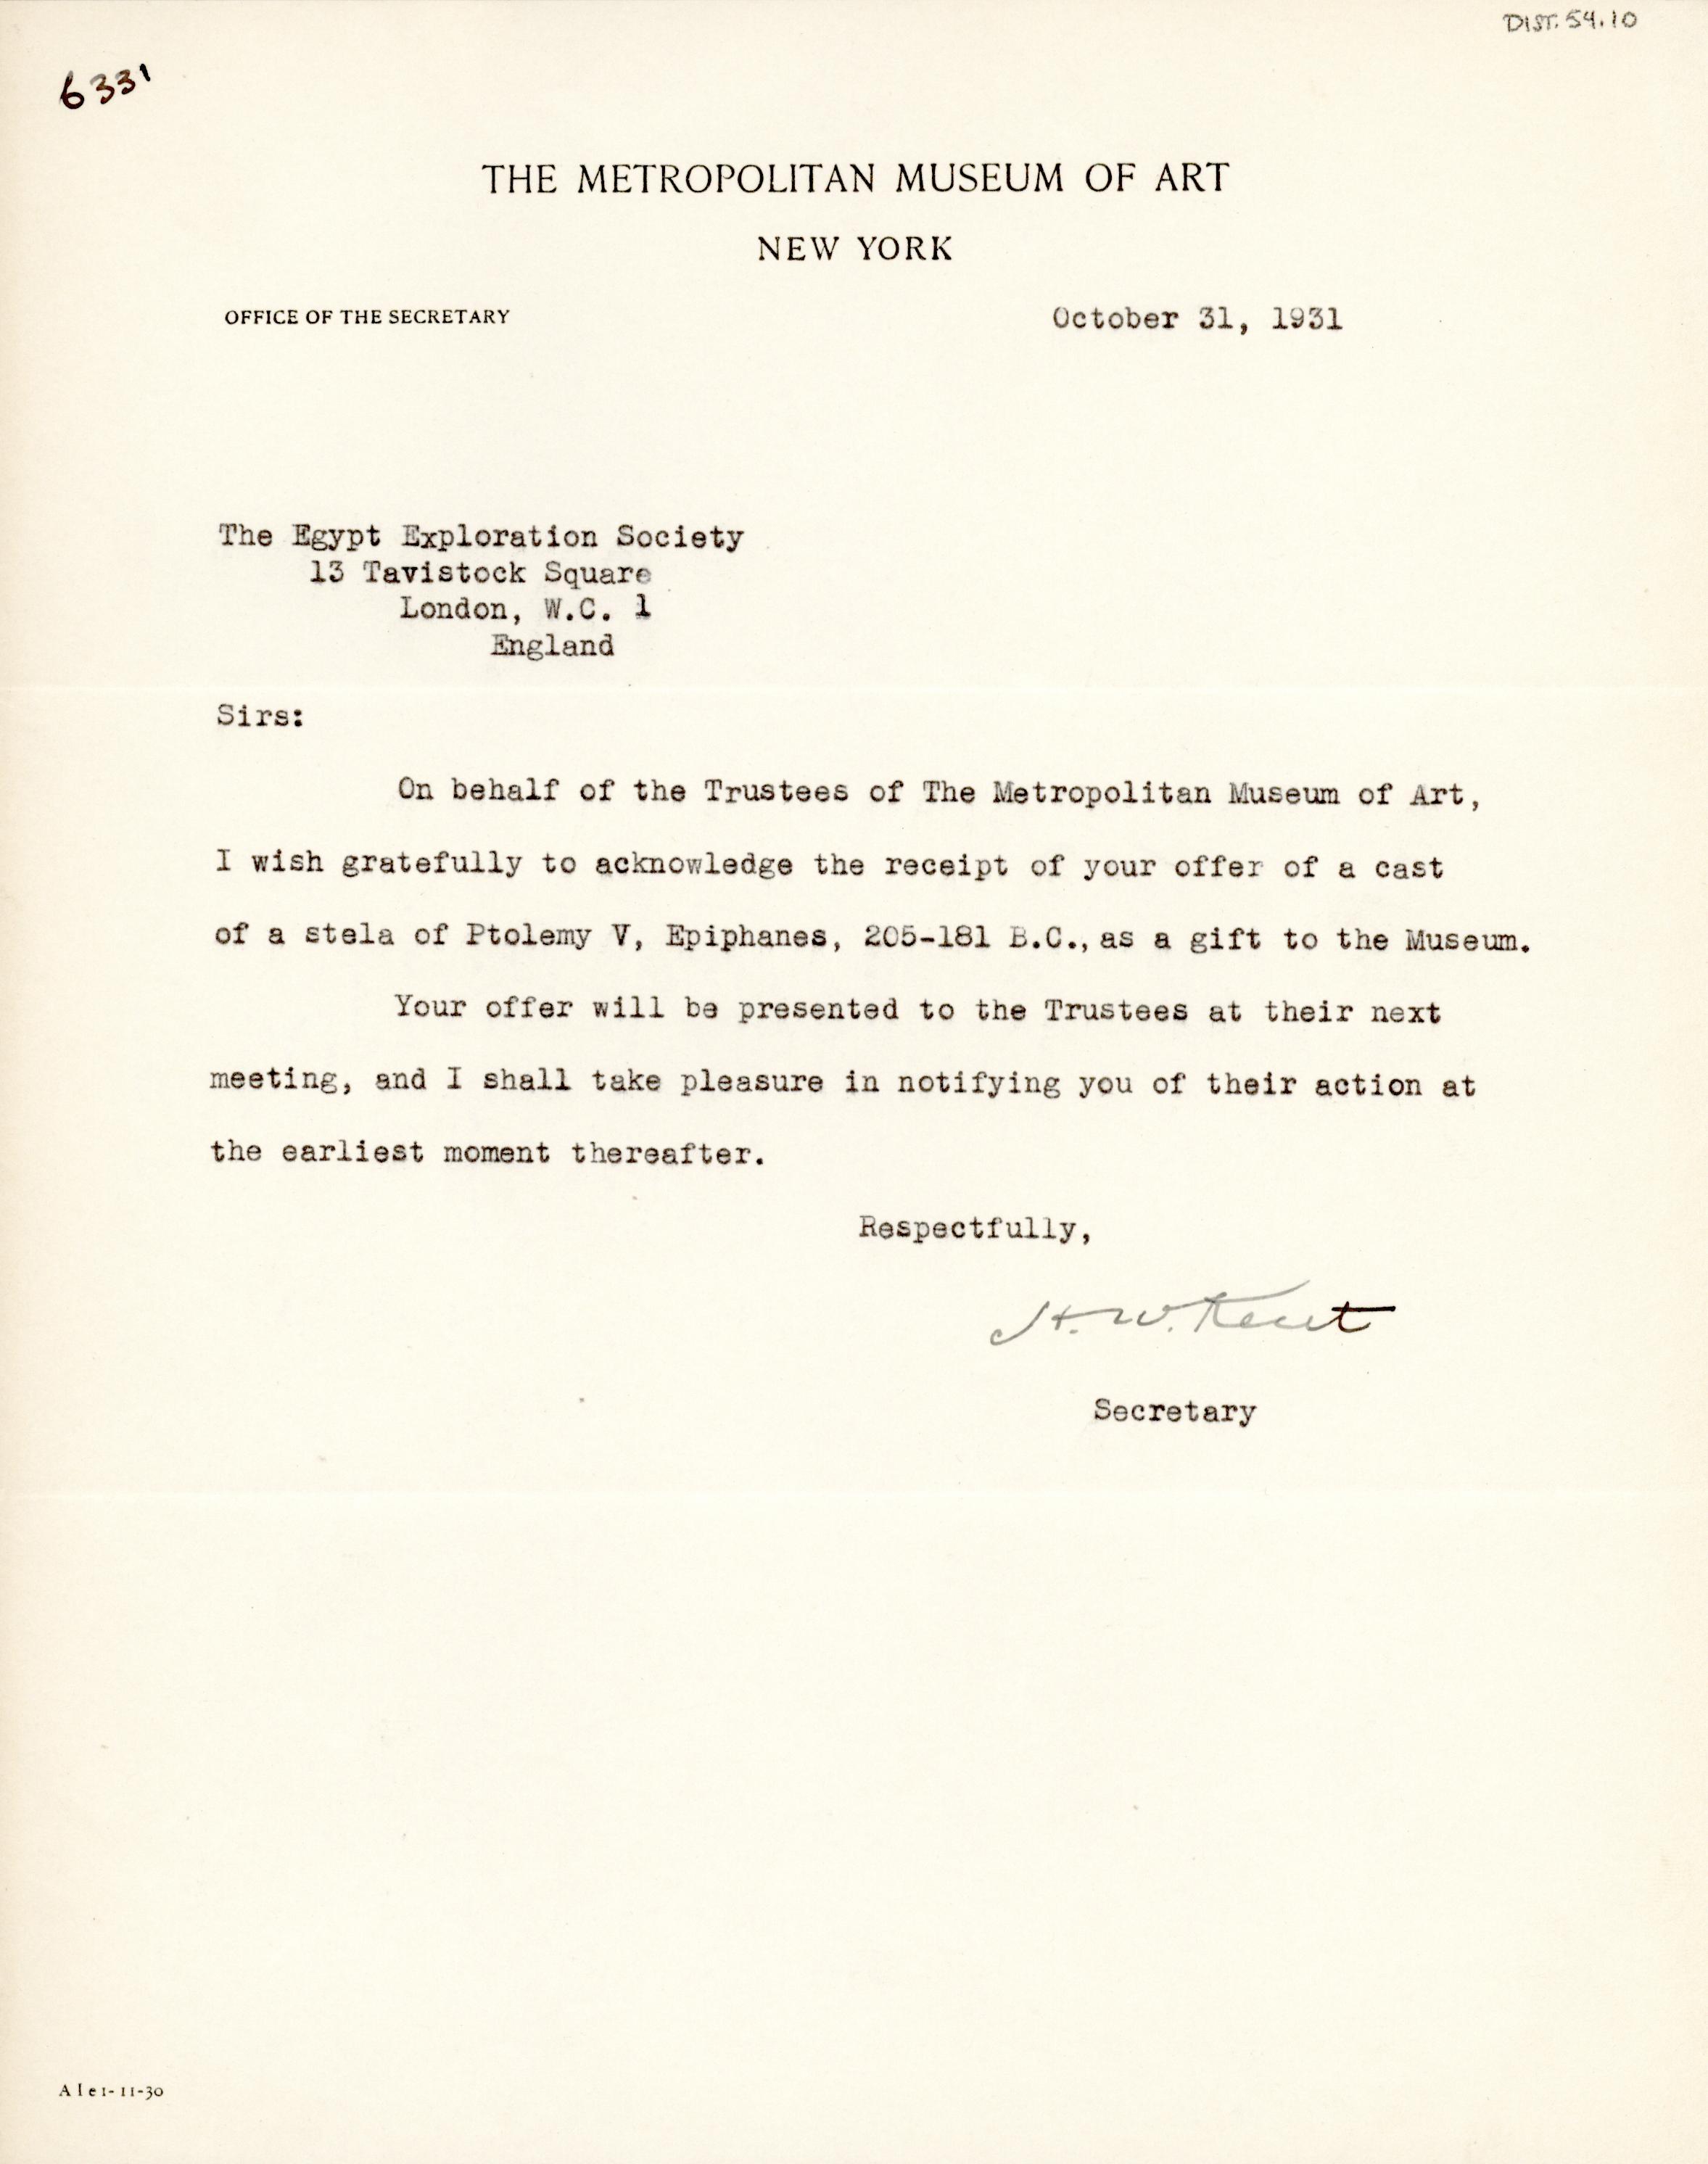 DIST. 54.10
6331
THE METROPOLITAN MUSEUM OF ART
NEW YORK
OFFICE OF THE SECRETARY
October 31, 1931
The Egypt Exploration Society
13 Tavistock Square
London, W.C. 1
England
Sirs:
On behalf of the Trustees of The Metropolitan Museum of Art,
I wish gratefully to acknowledge the receipt of your offer of a cast
of a stela of Ptolemy V, Epiphanes, 205-181 B.C., as a gift to the Museum.
Your offer will be presented to the Trustees at their next
meeting, and I shall take pleasure in notifying you of their action at
the earliest moment thereafter.
Respectfully,
H. W. Kent
Secretary
A l e 1-11-30